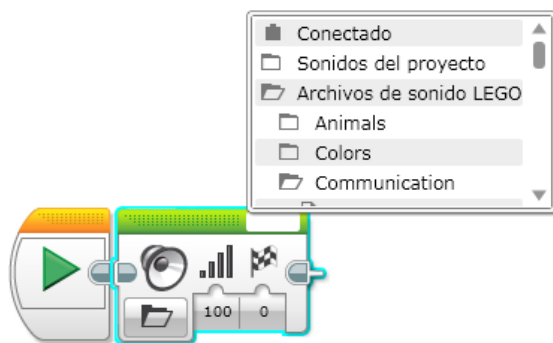 Conectado
Sonidos del proyecto
Archivos de sonido LEGO
Animals
Colors
Communication
100 0